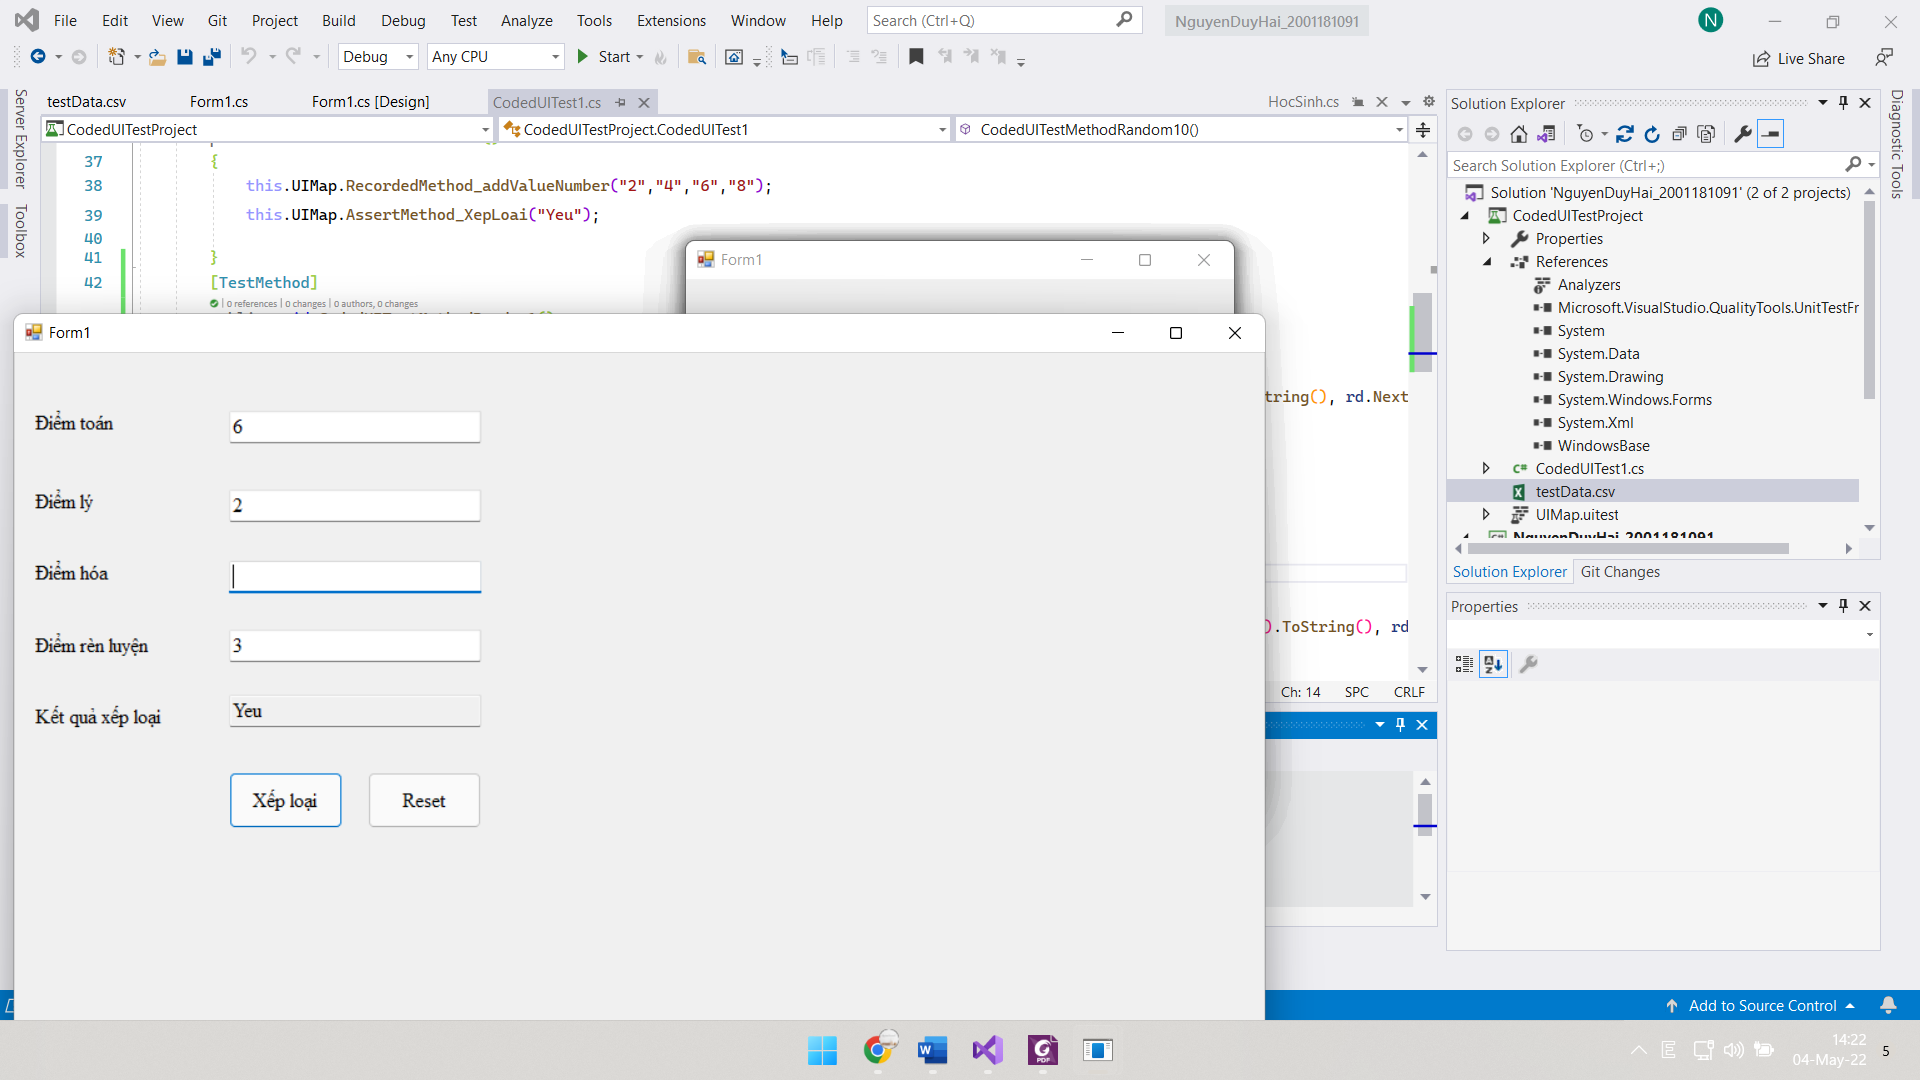 File Edit View Git Project Build Debug Test Analyze Tools Extensions Window Help Search (Ctrl+Q) NguyenDuyHai_2001181091 N
Debug Any CPU Start Live Share
testData.csv Form1.cs Form1.cs [Design] CodedUITest1.cs HocSinh.cs
CodedUITestProject CodedUITestProject.CodedUITest1 CodedUITestMethodRandom10()
Server Explorer
Toolbox
37 {
38 this.UIMap.RecordedMethod_addValueNumber("2","4","6","8");
39 this.UIMap.AssertMethod_XepLoai("Yeu");
40
41 }
42 [TestMethod]
0 references | 0 changes | 0 authors, 0 changes
Form1
Form1
Điểm toán 6
Điểm lý 2
Điểm hóa
Điểm rèn luyện 3
Kết quả xếp loại Yeu
Xếp loại Reset
tring(), rd.Next
).ToString(), rd
Ch: 14 SPC CRLF
Solution Explorer
Search Solution Explorer (Ctrl+;)
Solution 'NguyenDuyHai_2001181091' (2 of 2 projects)
CodedUITestProject
Properties
References
Analyzers
Microsoft.VisualStudio.QualityTools.UnitTestFr
System
System.Data
System.Drawing
System.Windows.Forms
System.Xml
WindowsBase
CodedUITest1.cs
testData.csv
UIMap.uitest
NguyenDuyHai_2001181091
Solution Explorer Git Changes
Properties
Diagnostic Tools
Add to Source Control
14:22
04-May-22 5